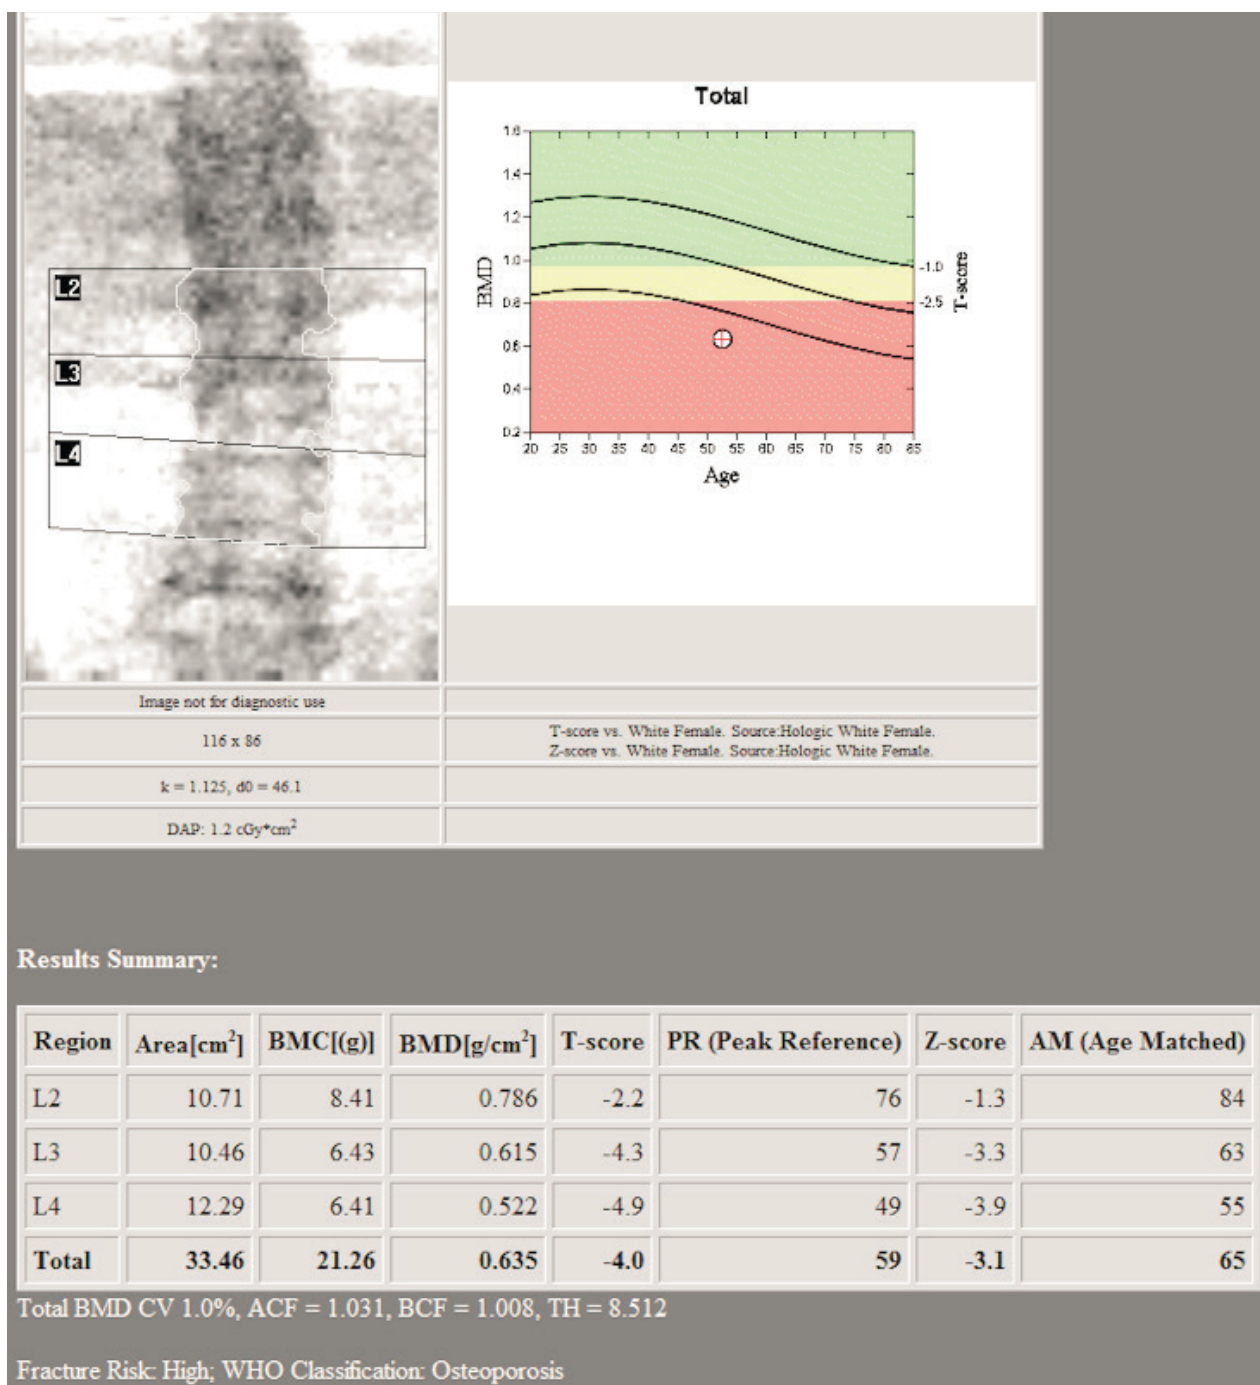 L2
L3
L4
Total
1.6
1.4
1.2
1.0
0.8
0.6
0.4
0.2
BMD
20 25 30 35 40 45 50 55 60 65 70 75 80 85
Age
-1.0
-2.5
T-score
Image not for diagnostic use
116 x 86
T-score vs. White Female. Source:Hologic White Female.
Z-score vs. White Female. Source:Hologic White Female.
k = 1.125, d0 = 46.1
DAP: 1.2 cGy*cm²
Results Summary:
Region Area[cm²] BMC[(g)] BMD[g/cm²] T-score PR (Peak Reference) Z-score AM (Age Matched)
L2 10.71 8.41 0.786 -2.2 76 -1.3 84
L3 10.46 6.43 0.615 -4.3 57 -3.3 63
L4 12.29 6.41 0.522 -4.9 49 -3.9 55
Total 33.46 21.26 0.635 -4.0 59 -3.1 65
Total BMD CV 1.0%, ACF = 1.031, BCF = 1.008, TH = 8.512
Fracture Risk: High; WHO Classification: Osteoporosis